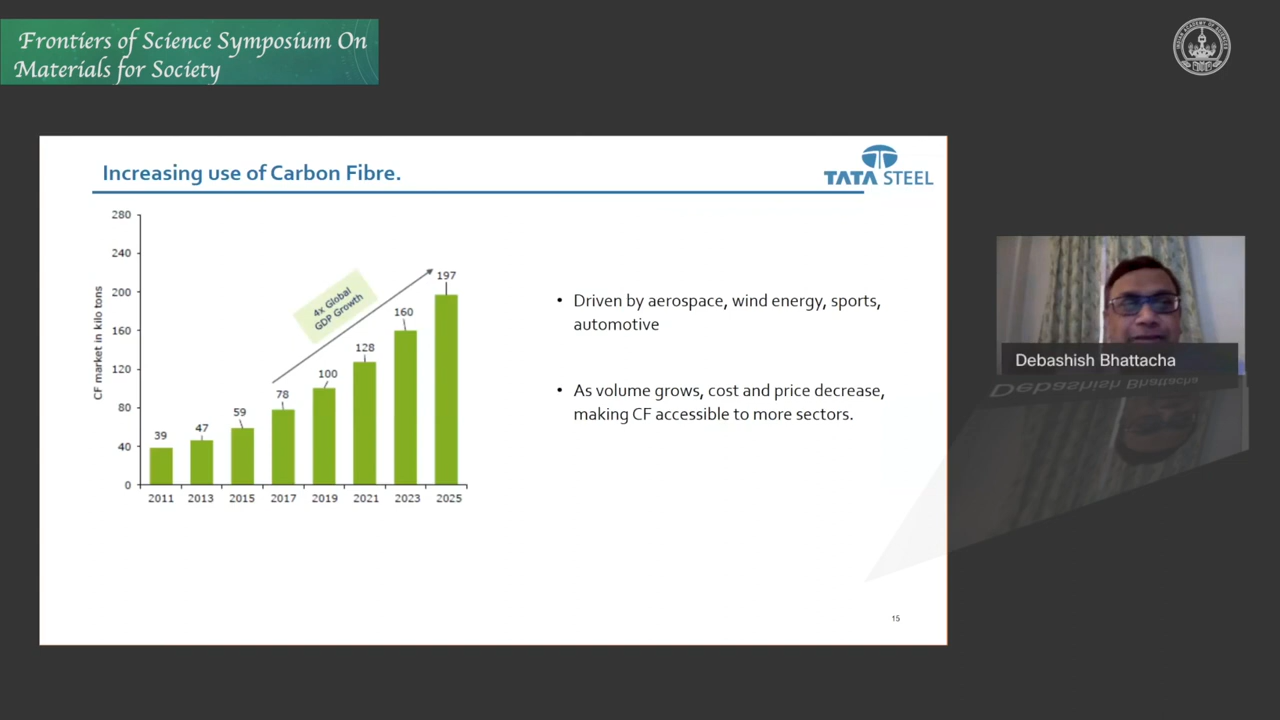 Frontiers of Science Symposium On
Materials for Society
Increasing use of Carbon Fibre.
TATA STEEL
CF market in kilo tons
280
240
200
160
120
80
40
0
39
47
59
78
100
128
160
197
4x Global
GDP Growth
2011 2013 2015 2017 2019 2021 2023 2025
• Driven by aerospace, wind energy, sports,
automotive
• As volume grows, cost and price decrease,
making CF accessible to more sectors.
15
Debashish Bhattacha
Debashish Bhattacha